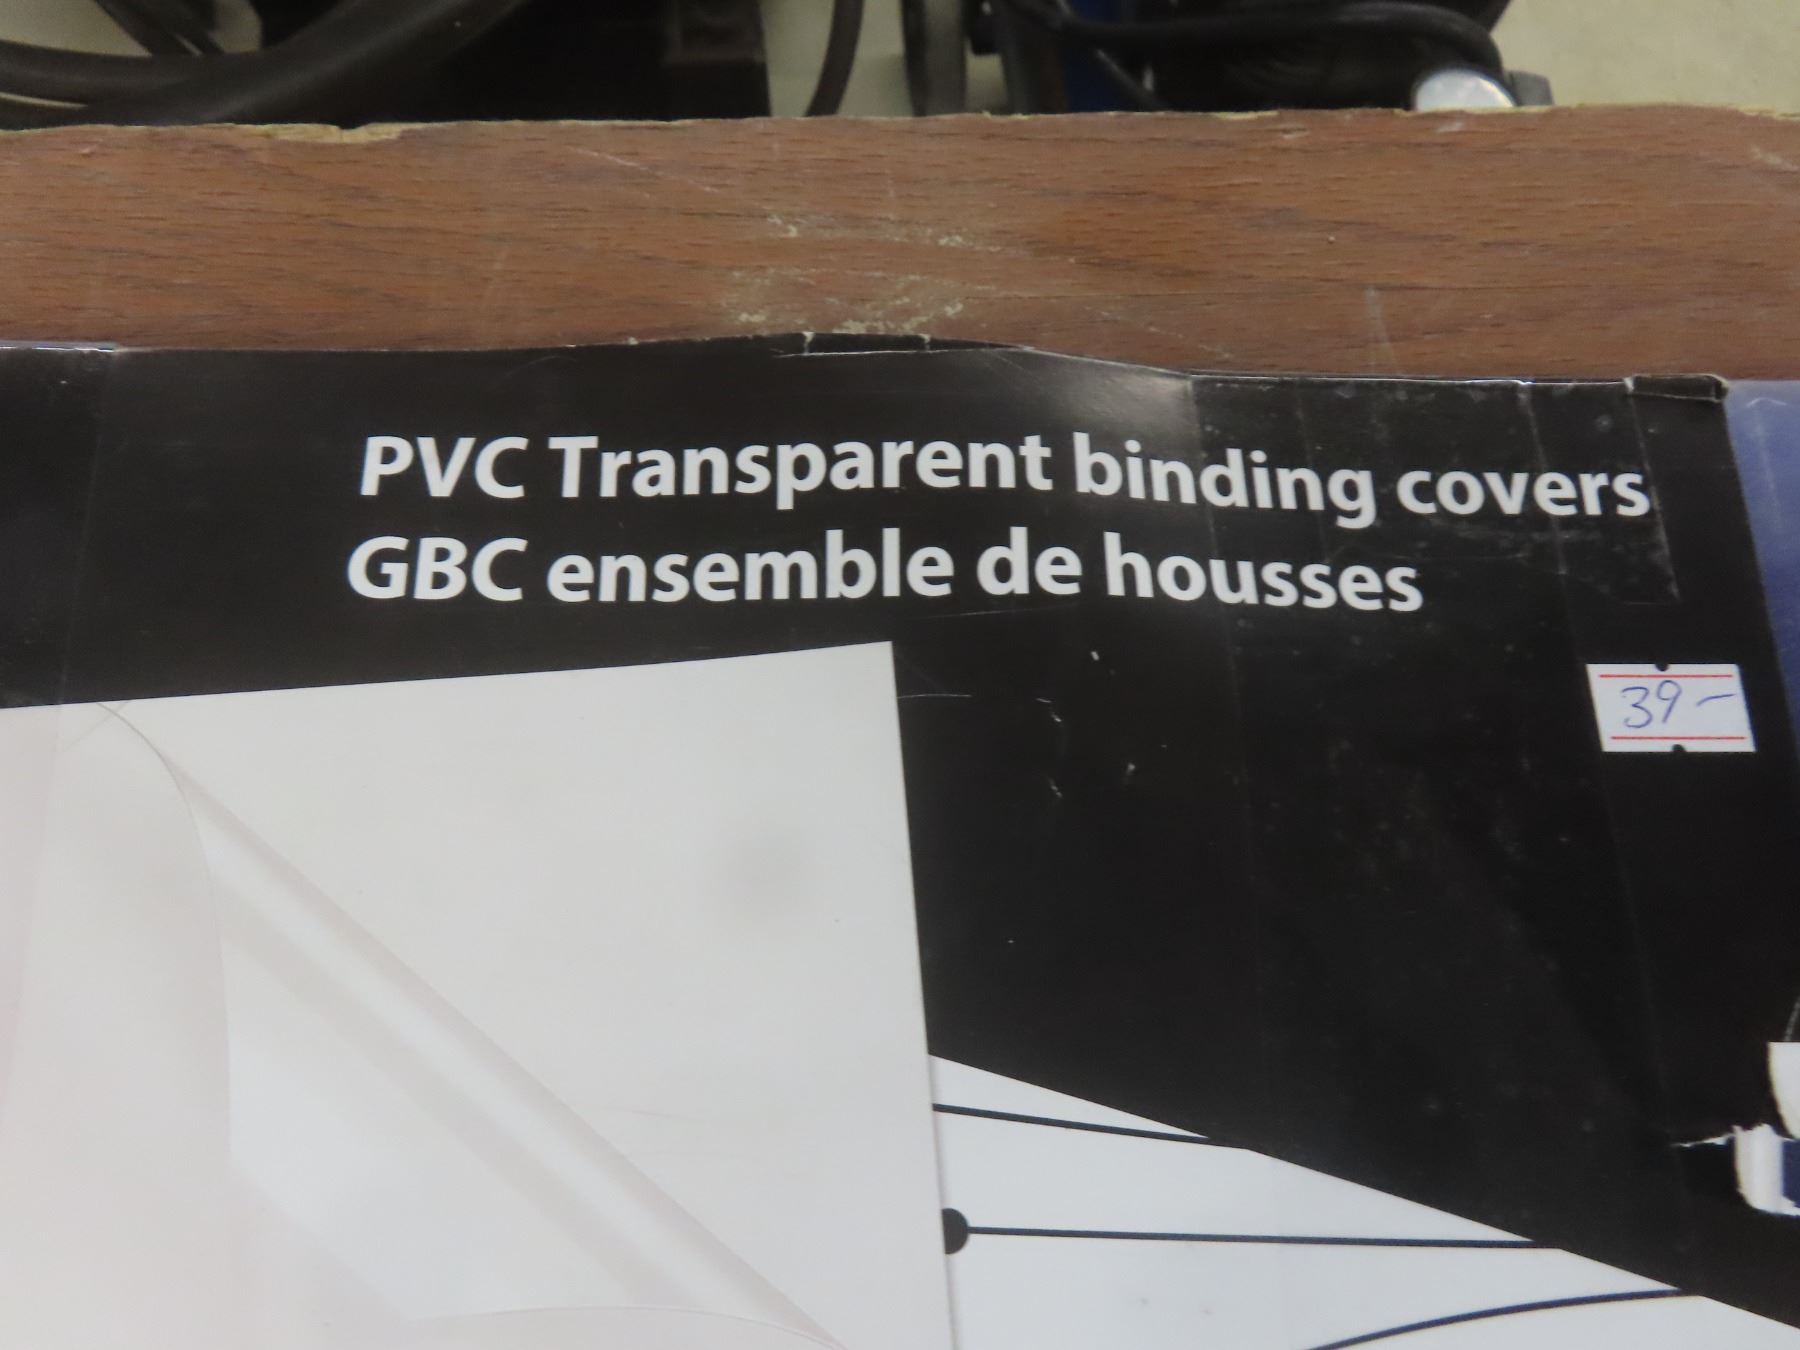 PVC Transparent binding covers
GBC ensemble de housses
39-